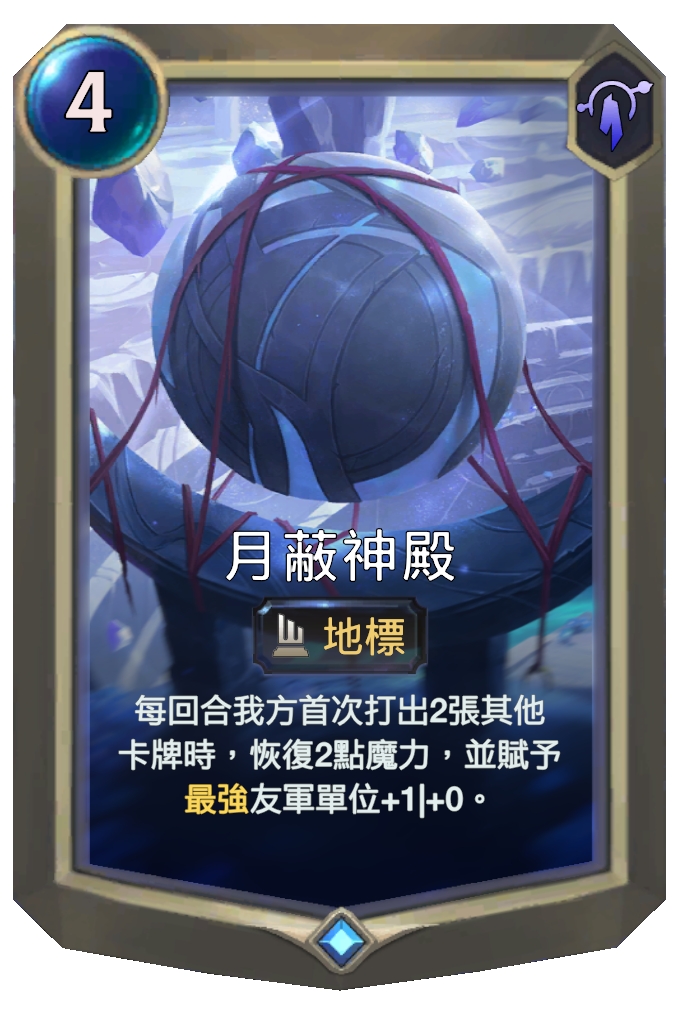 4
月蔽神殿
地標
每回合我方首次打出2張其他
卡牌時，恢復2點魔力，並賦予
最強友軍單位+1|+0。